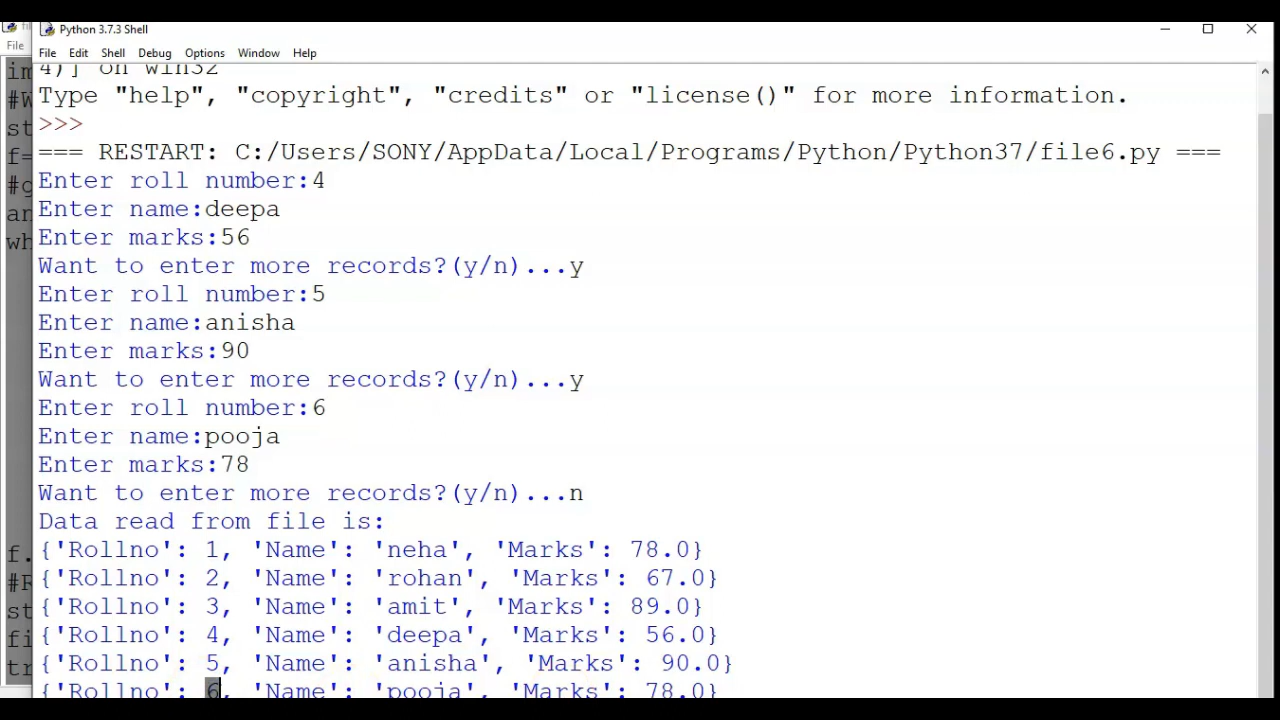 Python 3.7.3 Shell
File
File Edit Shell Debug Options Window Help
4)] on win32
Type "help", "copyright", "credits" or "license()" for more information.
>>>
=== RESTART: C:/Users/SONY/AppData/Local/Programs/Python/Python37/file6.py ===
Enter roll number:4
Enter name:deepa
Enter marks:56
Want to enter more records?(y/n)...y
Enter roll number:5
Enter name:anisha
Enter marks:90
Want to enter more records?(y/n)...y
Enter roll number:6
Enter name:pooja
Enter marks:78
Want to enter more records?(y/n)...n
Data read from file is:
{'Rollno': 1, 'Name': 'neha', 'Marks': 78.0}
{'Rollno': 2, 'Name': 'rohan', 'Marks': 67.0}
{'Rollno': 3, 'Name': 'amit', 'Marks': 89.0}
{'Rollno': 4, 'Name': 'deepa', 'Marks': 56.0}
{'Rollno': 5, 'Name': 'anisha', 'Marks': 90.0}
{'Rollno': 6, 'Name': 'pooja', 'Marks': 78.0}